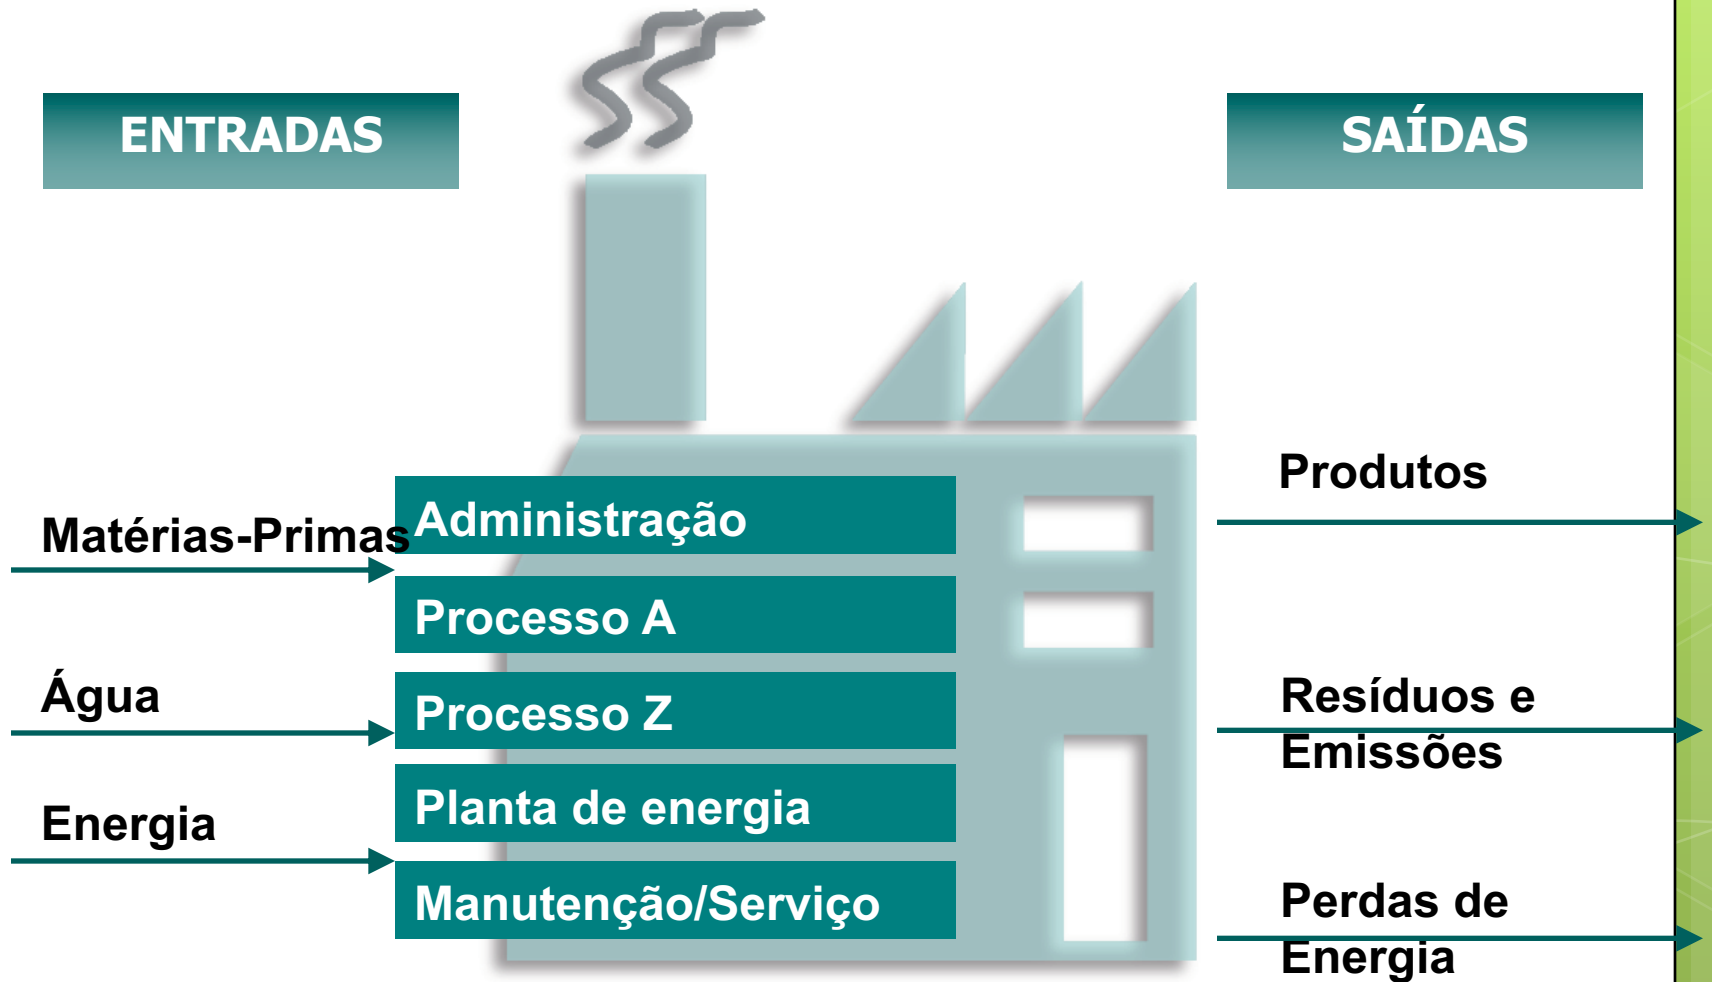 ENTRADAS
SAÍDAS
Matérias-Primas
Água
Energia
Administração
Processo A
Processo Z
Planta de energia
Manutenção/Serviço
Produtos
Resíduos e
Emissões
Perdas de
Energia